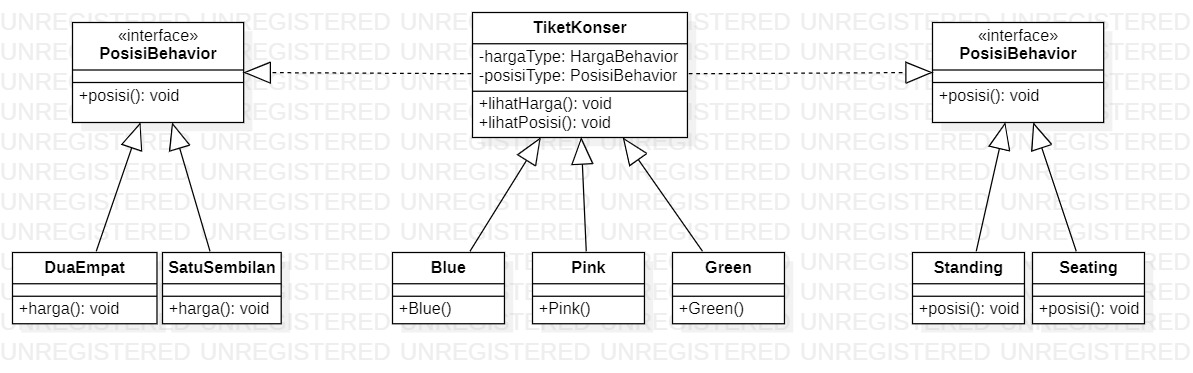 «interface»
PosisiBehavior
+posisi(): void
TiketKonser
-hargaType: HargaBehavior
-posisiType: PosisiBehavior
+lihatHarga(): void
+lihatPosisi(): void
«interface»
PosisiBehavior
+posisi(): void
DuaEmpat
+harga(): void
SatuSembilan
+harga(): void
Blue
+Blue()
Pink
+Pink()
Green
+Green()
Standing
+posisi(): void
Seating
+posisi(): void
UNREGISTERED UNREGISTERED UNREGISTERED UNREGISTERED UNREGISTERED UNREGISTERED